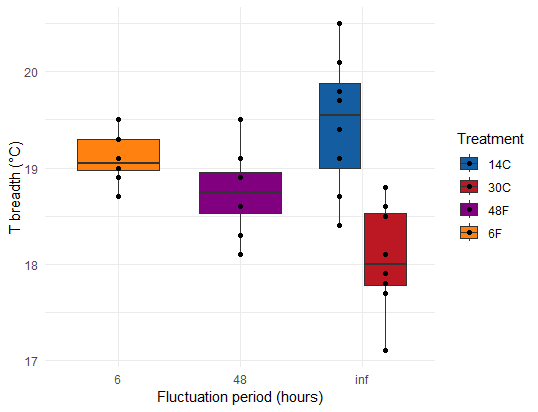 T breadth (°C)
20
19
18
17
6
48
inf
Fluctuation period (hours)
Treatment
14C
30C
48F
6F